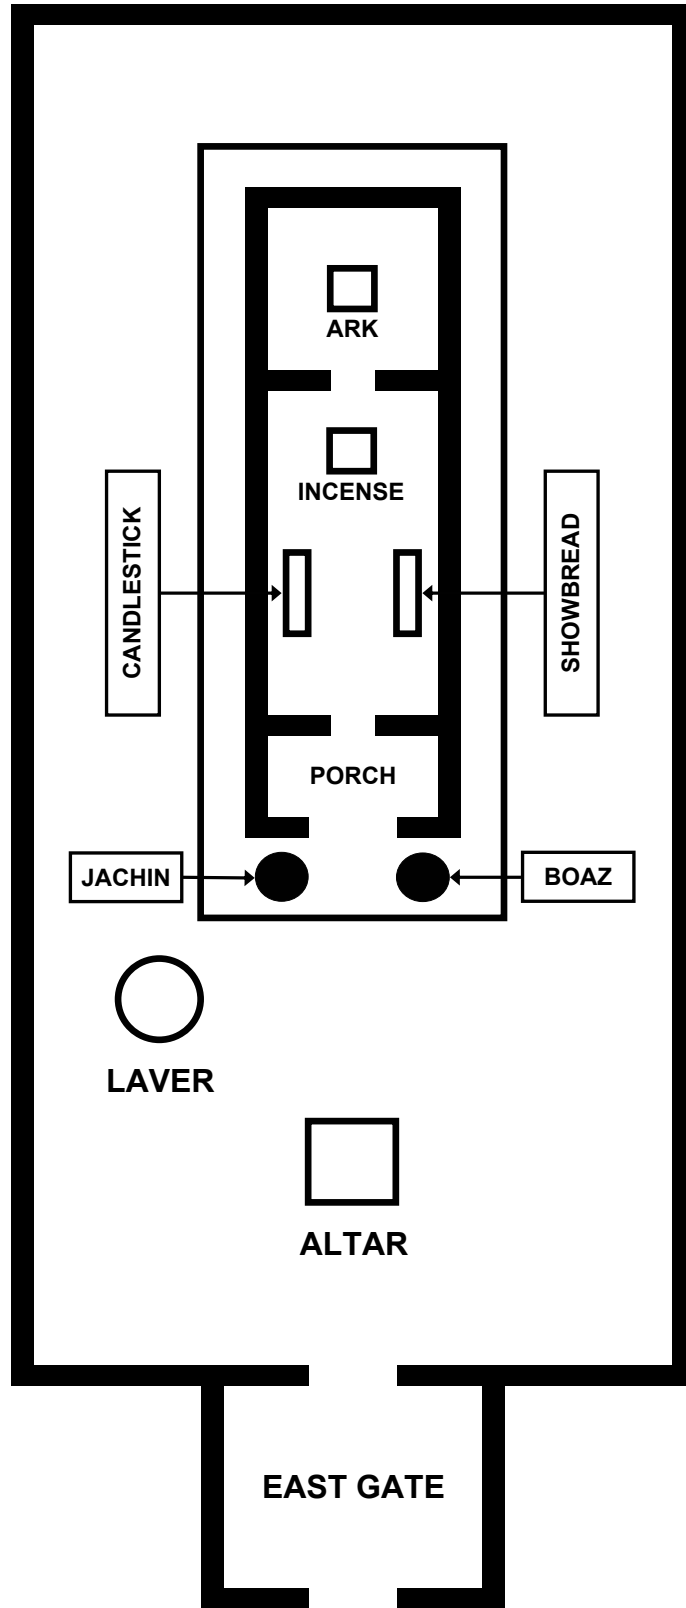 ARK
INCENSE
CANDLESTICK
SHOWBREAD
PORCH
JACHIN
BOAZ
LAVER
ALTAR
EAST GATE